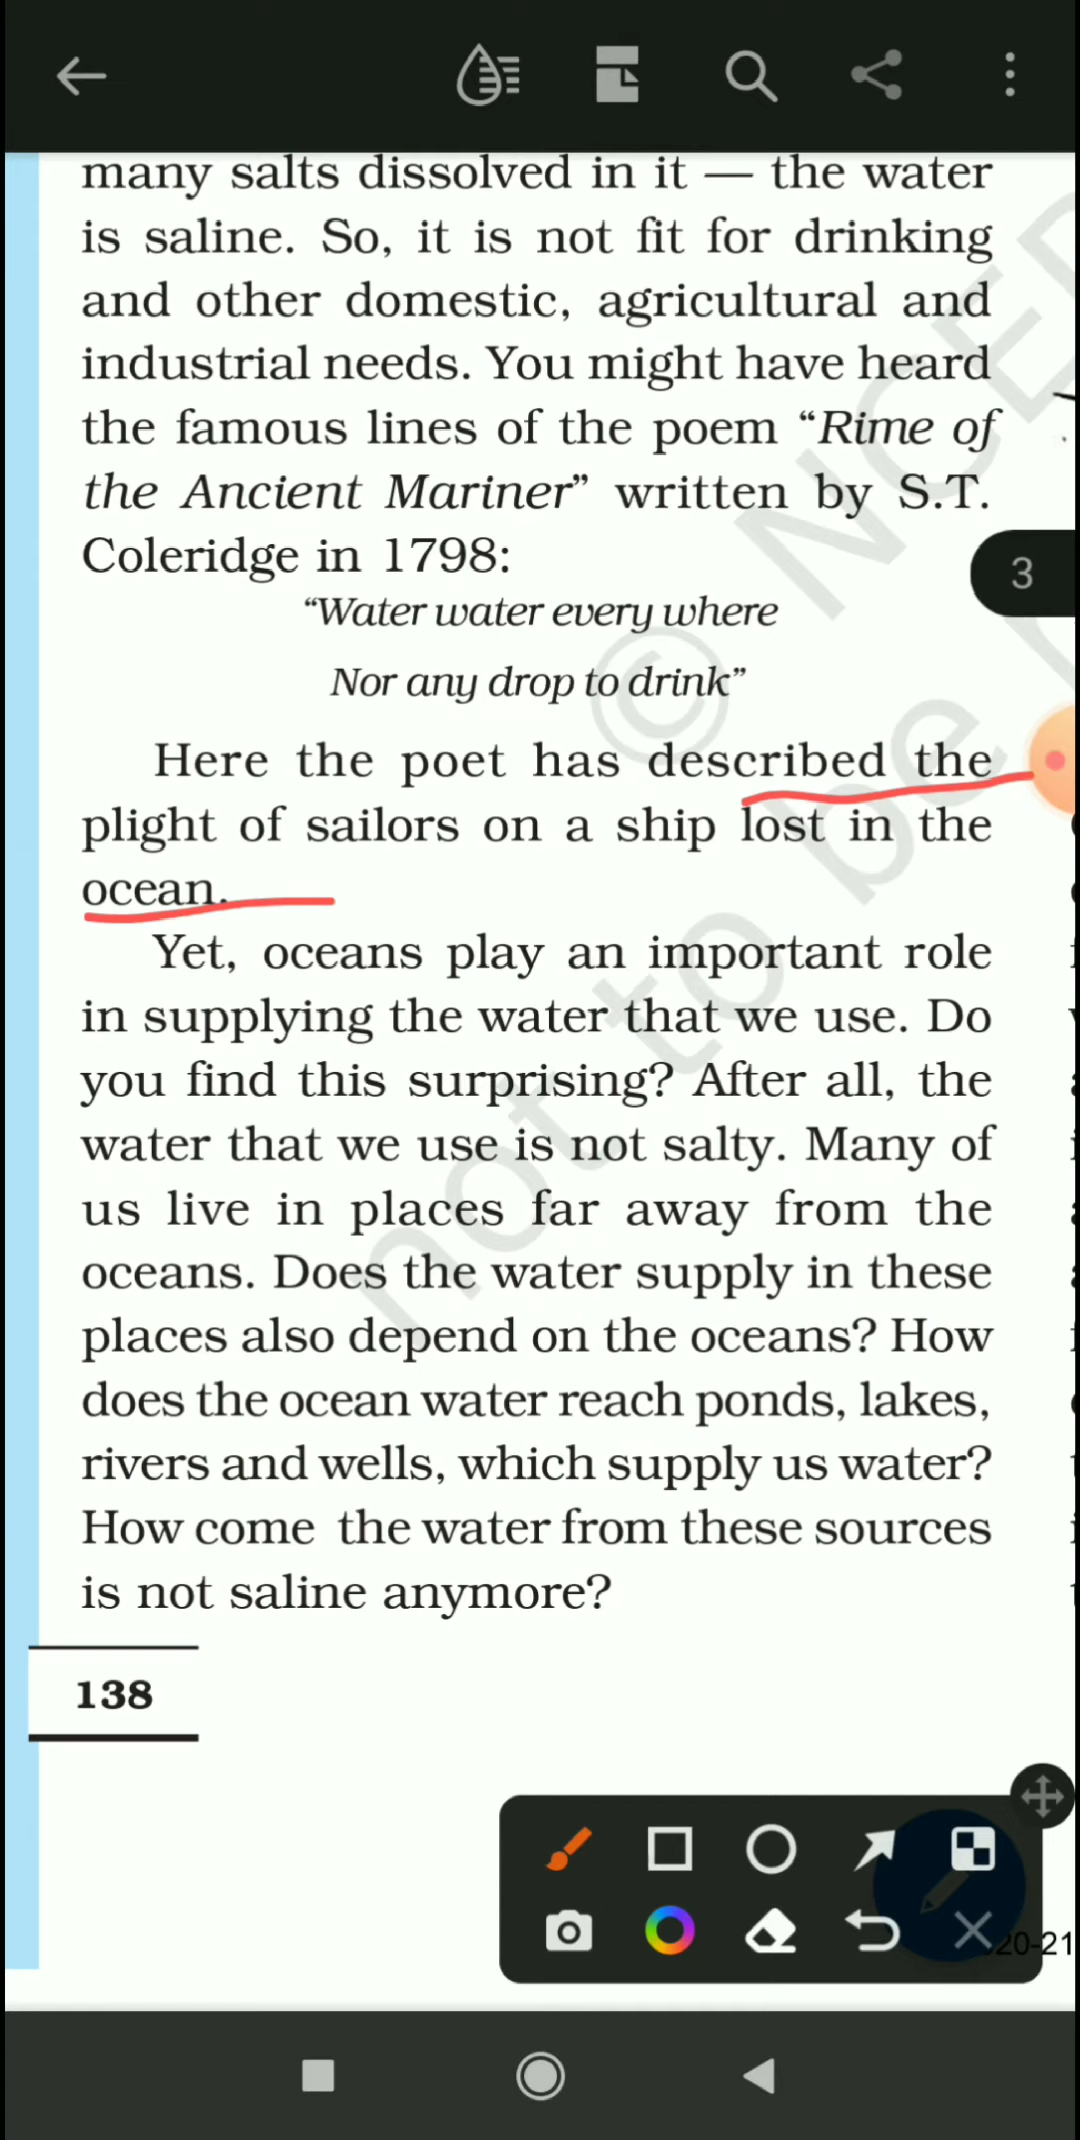 many salts dissolved in it — the water
is saline. So, it is not fit for drinking
and other domestic, agricultural and
industrial needs. You might have heard
the famous lines of the poem “Rime of
the Ancient Mariner” written by S.T.
Coleridge in 1798:
3
“Water water every where
Nor any drop to drink”
Here the poet has described the
plight of sailors on a ship lost in the
ocean.
Yet, oceans play an important role
in supplying the water that we use. Do
you find this surprising? After all, the
water that we use is not salty. Many of
us live in places far away from the
oceans. Does the water supply in these
places also depend on the oceans? How
does the ocean water reach ponds, lakes,
rivers and wells, which supply us water?
How come the water from these sources
is not saline anymore?
138
20-21
© NCER
not to be